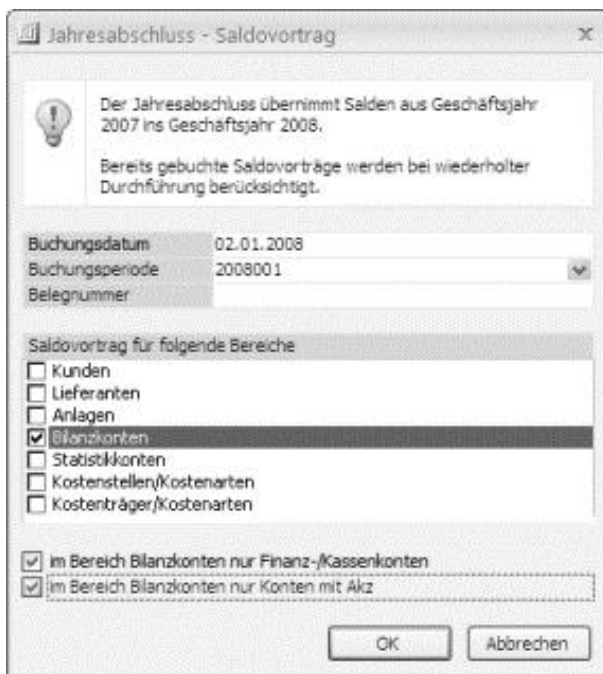 Jahresabschluss - Saldovortrag
Der Jahresabschluss übernimmt Salden aus Geschäftsjahr
2007 ins Geschäftsjahr 2008.
Bereits gebuchte Saldovorträge werden bei wiederholter
Durchführung berücksichtigt.
Buchungsdatum 02.01.2008
Buchungsperiode 2008001
Belegnummer
Saldovortrag für folgende Bereiche
Kunden
Lieferanten
Anlagen
Bilanzkonten
Statistikkonten
Kostenstellen/Kostenarten
Kostenträger/Kostenarten
im Bereich Bilanzkonten nur Finanz-/Kassenkonten
im Bereich Bilanzkonten nur Konten mit Akz
OK Abbrechen